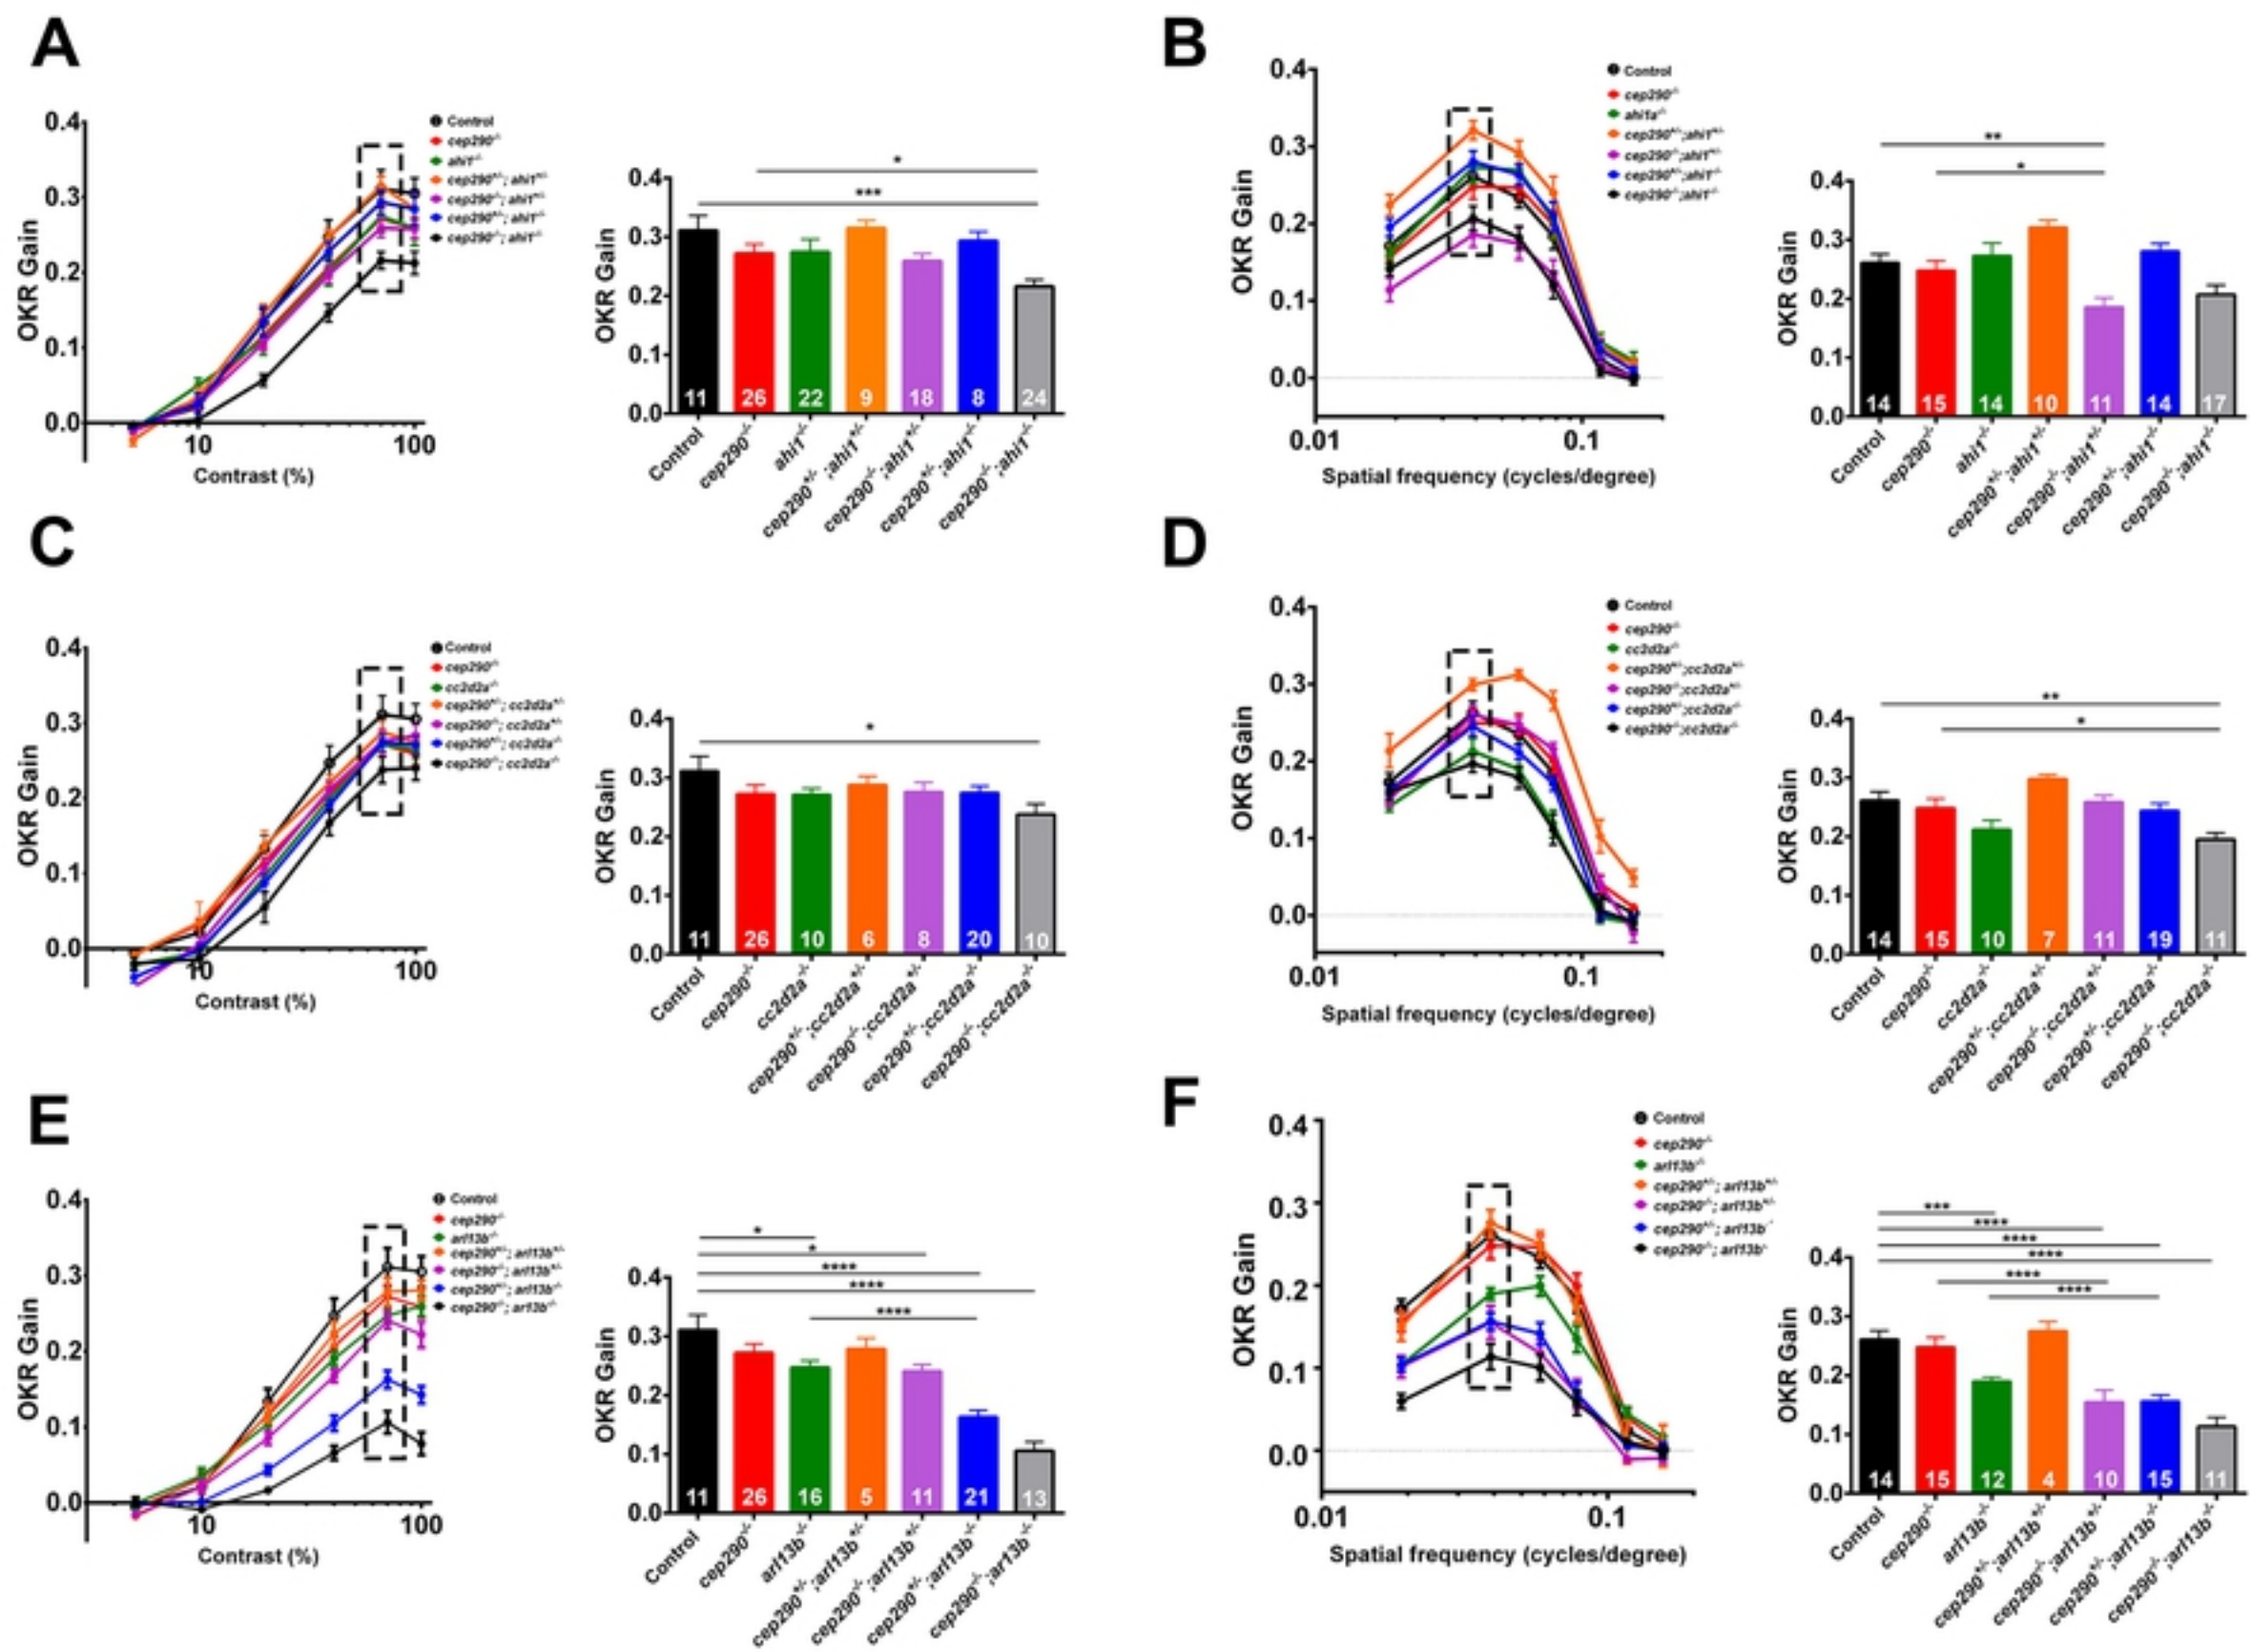 A
0.4
0.3
0.2
0.1
0.0
OKR Gain
10
100
Contrast (%)
Control
cep290-/-
ahi1-/-
cep290+/-; ahi1+/-
cep290-/-; ahi1+/-
cep290+/-; ahi1-/-
cep290-/-; ahi1-/-
*
***
0.4
0.3
0.2
0.1
0.0
OKR Gain
11 26 22 9 18 8 24
Control
cep290-/-
ahi1-/-
cep290+/-;ahi1+/-
cep290-/-;ahi1+/-
cep290+/-;ahi1-/-
cep290-/-;ahi1-/-
B
0.4
0.3
0.2
0.1
0.0
OKR Gain
0.01
0.1
Spatial frequency (cycles/degree)
Control
cep290-/-
ahi1a-/-
cep290+/-;ahi1+/-
cep290-/-;ahi1+/-
cep290+/-;ahi1-/-
cep290-/-;ahi1-/-
**
*
0.4
0.3
0.2
0.1
0.0
OKR Gain
14 15 14 10 11 14 17
Control
cep290-/-
ahi1-/-
cep290+/-;ahi1+/-
cep290-/-;ahi1+/-
cep290+/-;ahi1-/-
cep290-/-;ahi1-/-
C
0.4
0.3
0.2
0.1
0.0
OKR Gain
10
100
Contrast (%)
Control
cep290-/-
cc2d2a-/-
cep290+/-; cc2d2a+/-
cep290-/-; cc2d2a+/-
cep290+/-; cc2d2a-/-
cep290-/-; cc2d2a-/-
*
0.4
0.3
0.2
0.1
0.0
OKR Gain
11 26 10 6 8 20 10
Control
cep290-/-
cc2d2a-/-
cep290+/-;cc2d2a+/-
cep290-/-;cc2d2a+/-
cep290+/-;cc2d2a-/-
cep290-/-;cc2d2a-/-
D
0.4
0.3
0.2
0.1
0.0
OKR Gain
0.01
0.1
Spatial frequency (cycles/degree)
Control
cep290-/-
cc2d2a-/-
cep290+/-;cc2d2a+/-
cep290-/-;cc2d2a+/-
cep290+/-;cc2d2a-/-
cep290-/-;cc2d2a-/-
**
*
0.4
0.3
0.2
0.1
0.0
OKR Gain
14 15 10 7 11 19 11
Control
cep290-/-
cc2d2a-/-
cep290+/-;cc2d2a+/-
cep290-/-;cc2d2a+/-
cep290+/-;cc2d2a-/-
cep290-/-;cc2d2a-/-
E
0.4
0.3
0.2
0.1
0.0
OKR Gain
10
100
Contrast (%)
Control
cep290-/-
arl13b-/-
cep290+/-; arl13b+/-
cep290-/-; arl13b+/-
cep290+/-; arl13b-/-
cep290-/-; arl3b-/-
*
*
****
****
****
0.4
0.3
0.2
0.1
0.0
OKR Gain
11 26 16 5 11 21 13
Control
cep290-/-
arl13b-/-
cep290+/-;arl13b+/-
cep290-/-;arl13b+/-
cep290+/-;arl13b-/-
cep290-/-;arl13b-/-
F
0.4
0.3
0.2
0.1
0.0
OKR Gain
0.01
0.1
Spatial frequency (cycles/degree)
Control
cep290-/-
arl13b-/-
cep290+/-; arl13b+/-
cep290-/-; arl13b+/-
cep290+/-; arl13b-/-
cep290-/-; arl13b-/-
***
****
****
****
****
****
0.4
0.3
0.2
0.1
0.0
OKR Gain
14 15 12 4 10 15 11
Control
cep290-/-
arl13b-/-
cep290+/-;arl13b+/-
cep290-/-;arl13b+/-
cep290+/-;arl13b-/-
cep290-/-;arl13b-/-